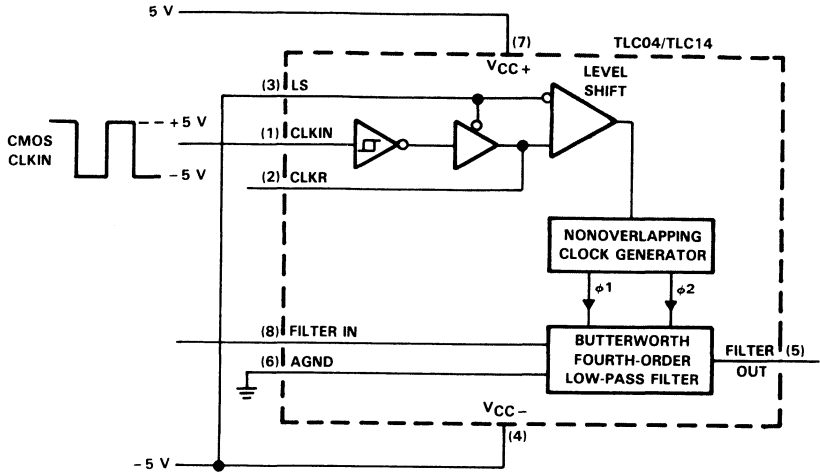 5 V
(7)
TLC04/TLC14
VCC+
LEVEL
SHIFT
(3) LS
CMOS
CLKIN
+5 V
-5 V
(1) CLKIN
(2) CLKR
NONOVERLAPPING
CLOCK GENERATOR
φ1
φ2
(8) FILTER IN
(6) AGND
BUTTERWORTH
FOURTH-ORDER
LOW-PASS FILTER
FILTER (5)
OUT
VCC-
(4)
-5 V